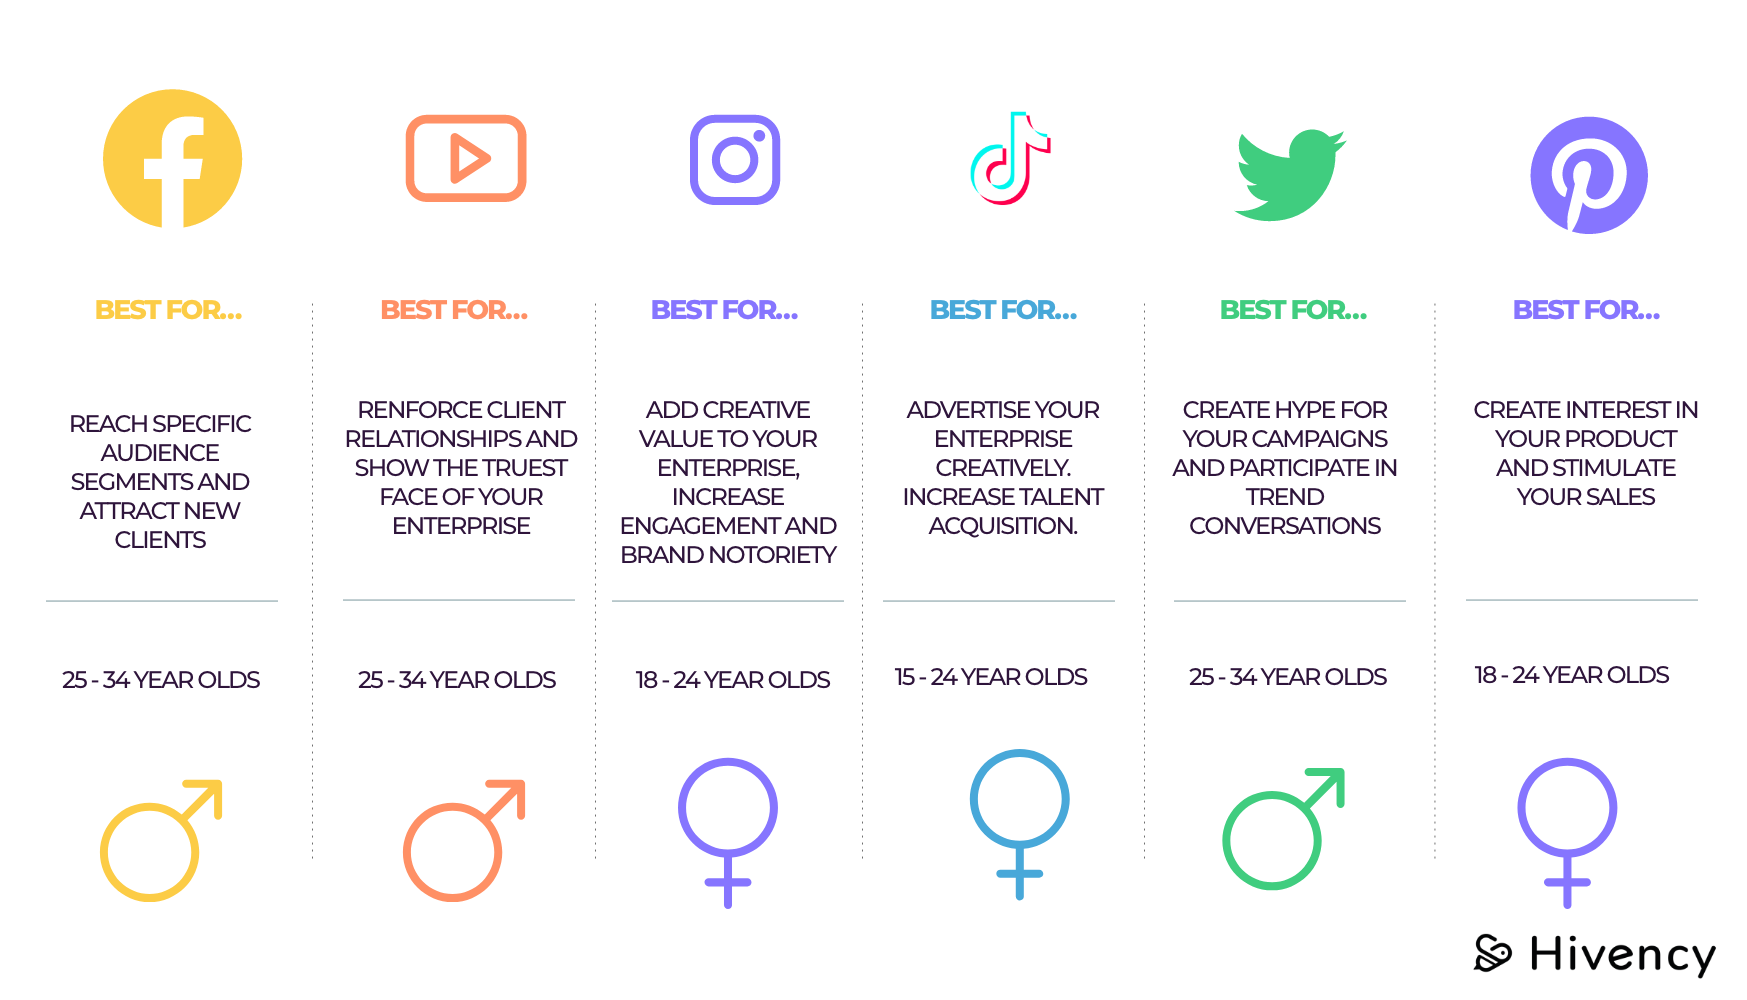 BEST FOR...
REACH SPECIFIC
AUDIENCE
SEGMENTS AND
ATTRACT NEW
CLIENTS
25 - 34 YEAR OLDS
BEST FOR...
RENFORCE CLIENT
RELATIONSHIPS AND
SHOW THE TRUEST
FACE OF YOUR
ENTERPRISE
25 - 34 YEAR OLDS
BEST FOR...
ADD CREATIVE
VALUE TO YOUR
ENTERPRISE,
INCREASE
ENGAGEMENT AND
BRAND NOTORIETY
18 - 24 YEAR OLDS
BEST FOR...
ADVERTISE YOUR
ENTERPRISE
CREATIVELY.
INCREASE TALENT
ACQUISITION.
15 - 24 YEAR OLDS
BEST FOR...
CREATE HYPE FOR
YOUR CAMPAIGNS
AND PARTICIPATE IN
TREND
CONVERSATIONS
25 - 34 YEAR OLDS
BEST FOR...
CREATE INTEREST IN
YOUR PRODUCT
AND STIMULATE
YOUR SALES
18 - 24 YEAR OLDS
Hivency